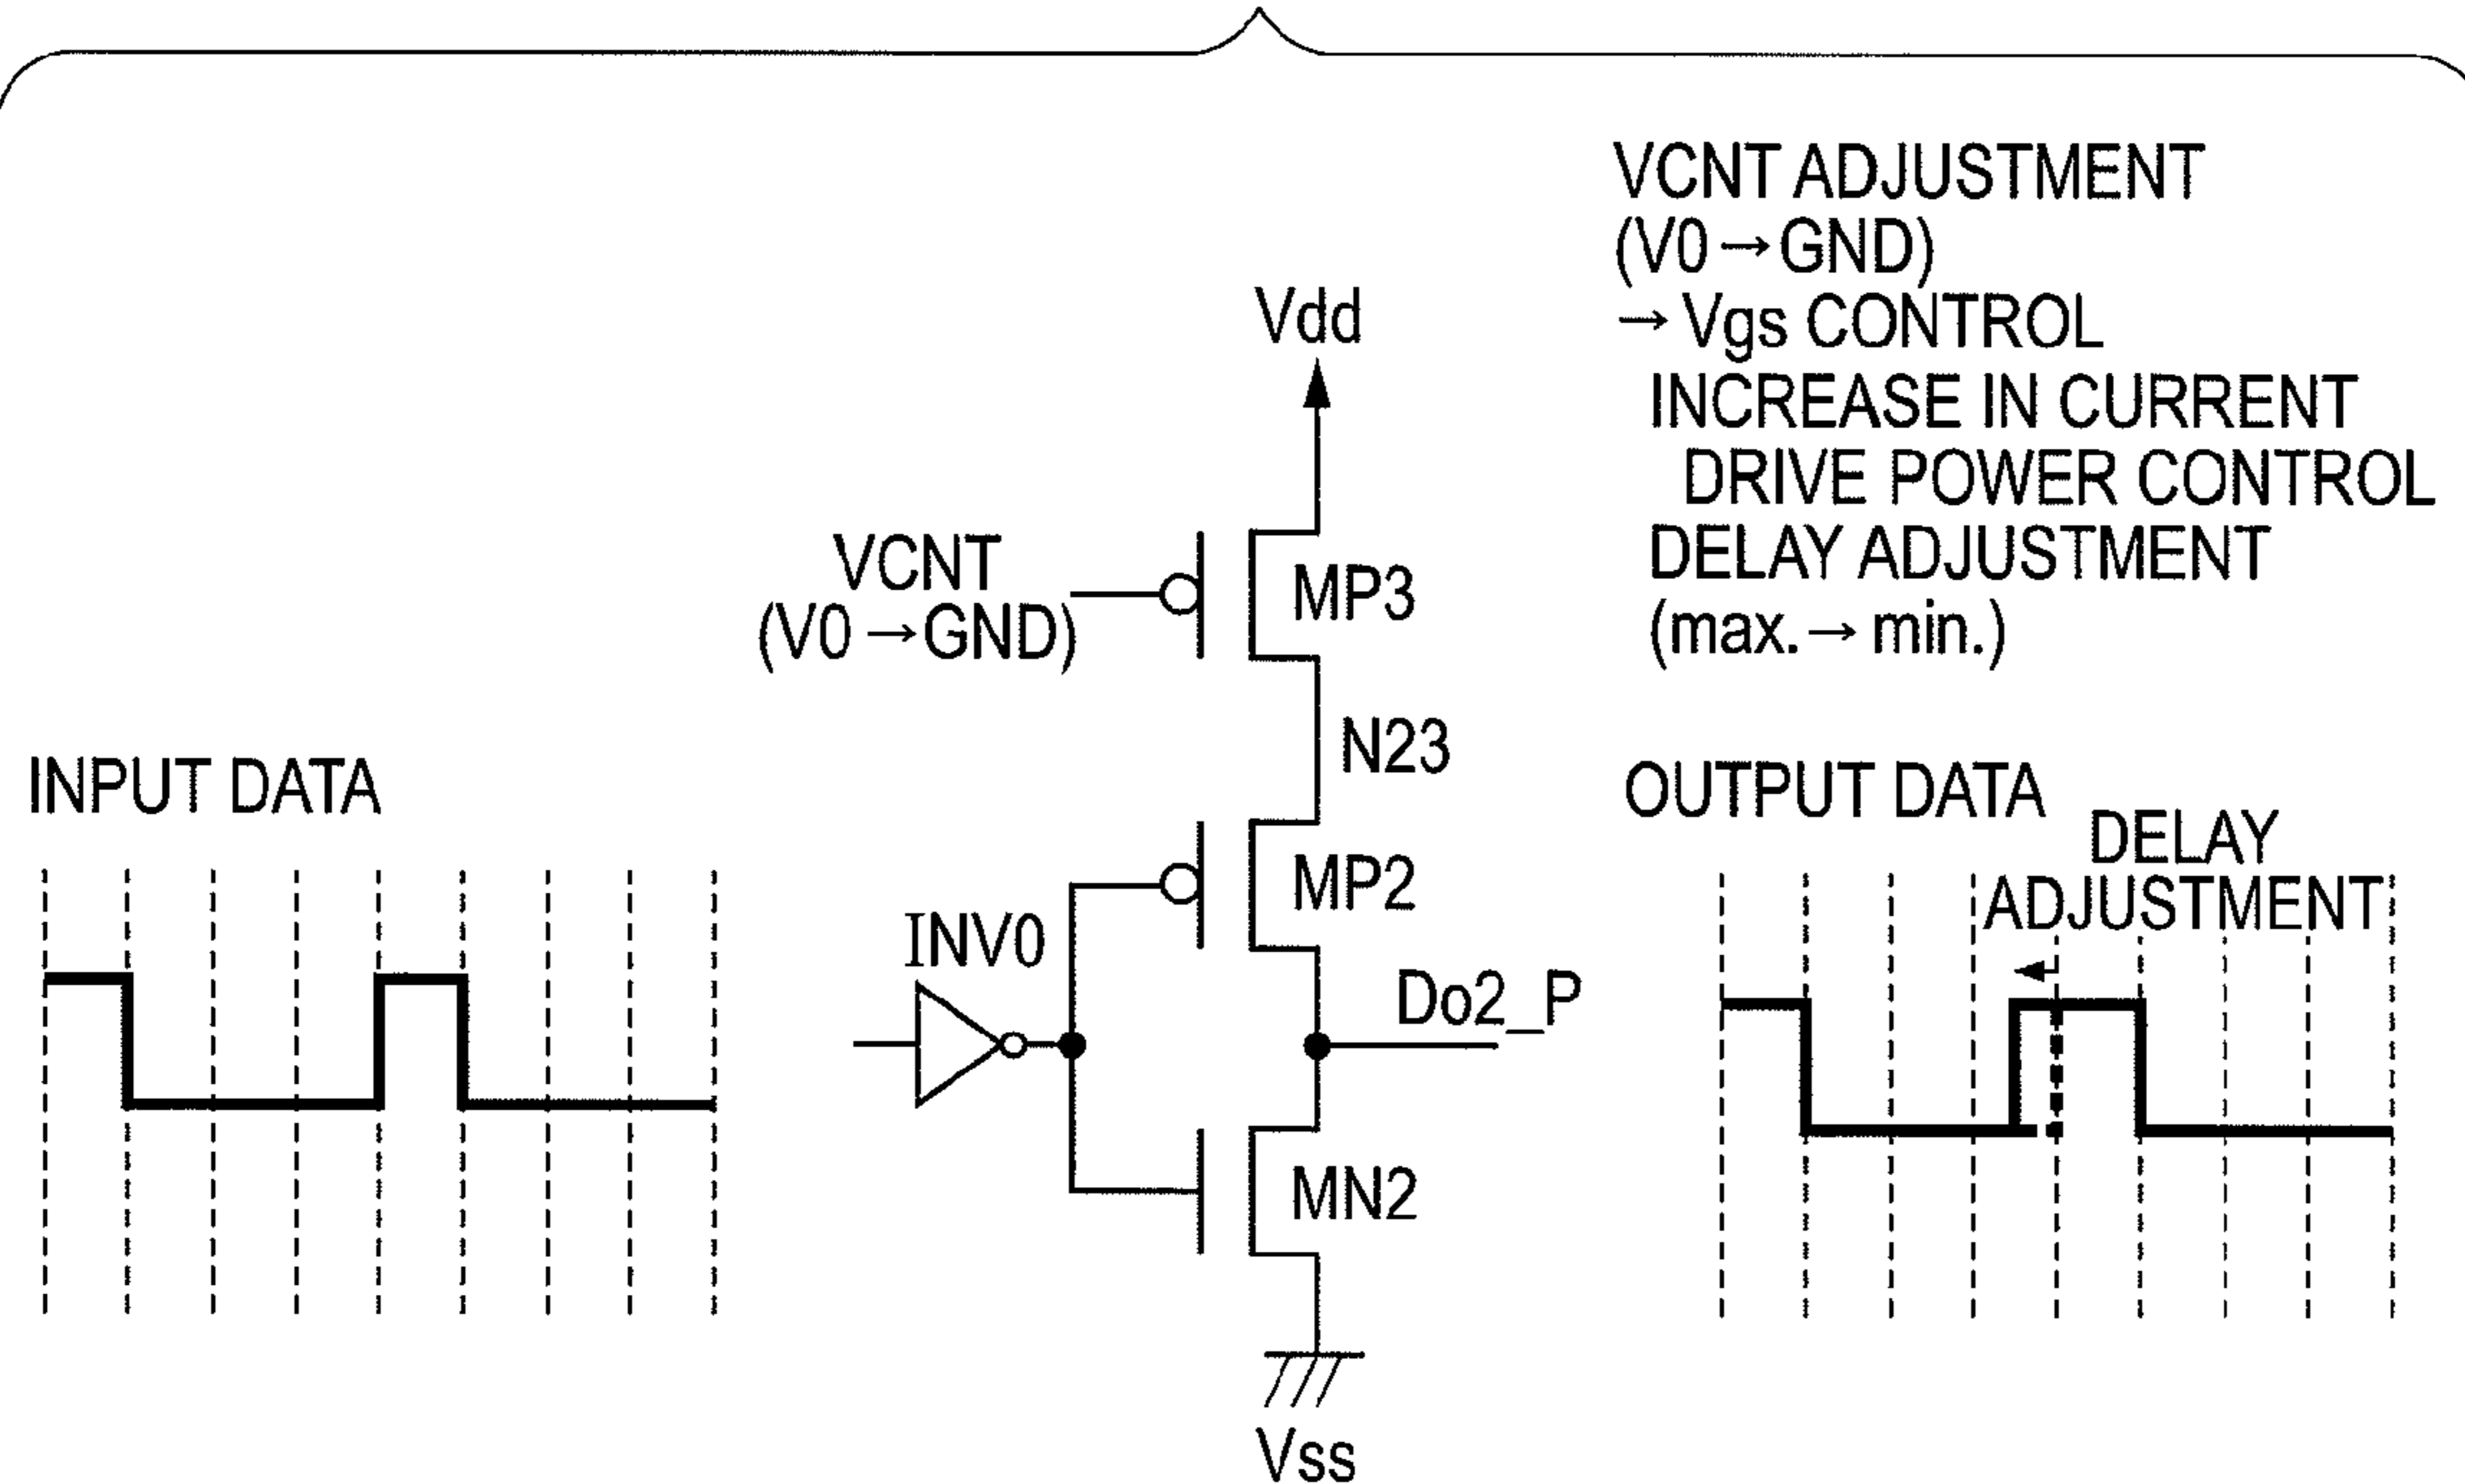 VCNT ADJUSTMENT
(V0 → GND)
→ Vgs CONTROL
INCREASE IN CURRENT
DRIVE POWER CONTROL
DELAY ADJUSTMENT
(max. → min.)
Vdd
VCNT
(V0 → GND)
MP3
N23
INPUT DATA
INV0
MP2
Do2_P
MN2
Vss
OUTPUT DATA
DELAY
ADJUSTMENT